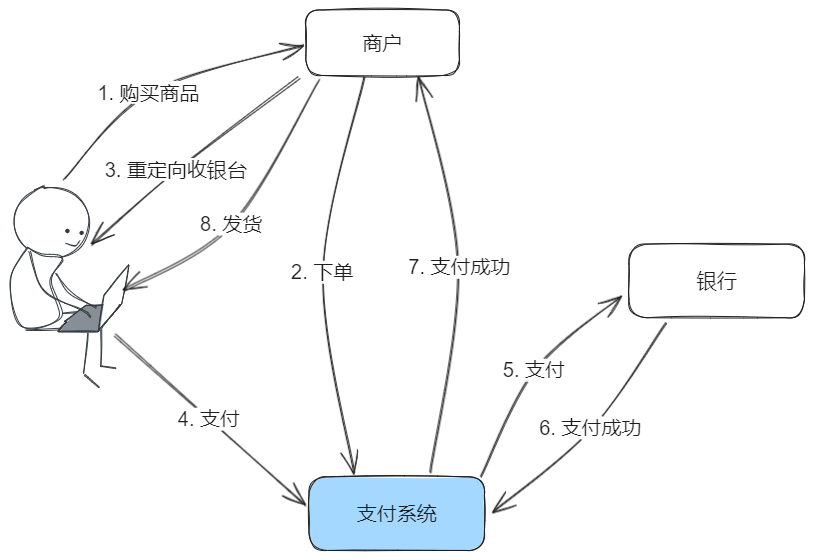 商户
1. 购买商品
3. 重定向收银台
8. 发货
2. 下单
7. 支付成功
银行
5. 支付
4. 支付
6. 支付成功
支付系统